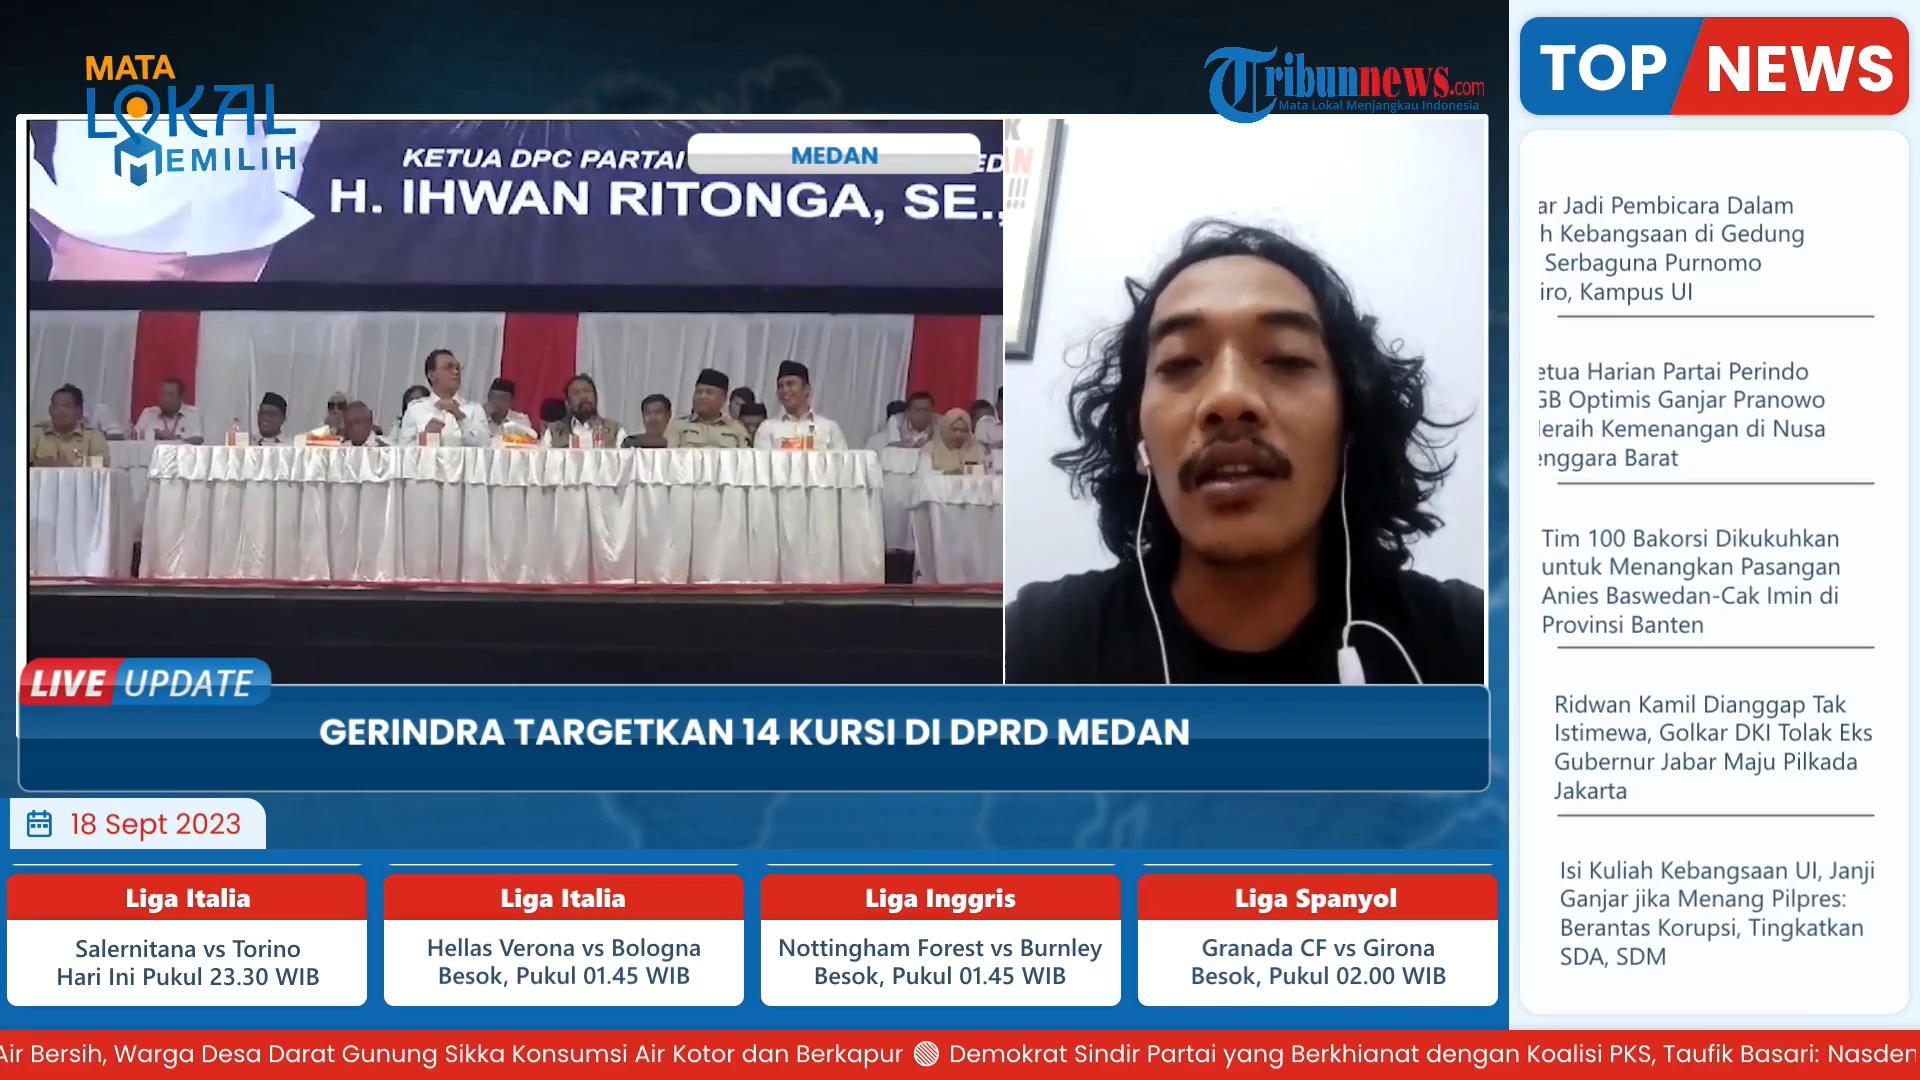 MATA
LOKAL
MEMILIH
Tribunnews.com
Mata Lokal Menjangkau Indonesia
TOP NEWS
KETUA DPC PARTAI
MEDAN
H. IHWAN RITONGA, SE.,
LIVE UPDATE
GERINDRA TARGETKAN 14 KURSI DI DPRD MEDAN
18 Sept 2023
Liga Italia
Salernitana vs Torino
Hari Ini Pukul 23.30 WIB
Liga Italia
Hellas Verona vs Bologna
Besok, Pukul 01.45 WIB
Liga Inggris
Nottingham Forest vs Burnley
Besok, Pukul 01.45 WIB
Liga Spanyol
Granada CF vs Girona
Besok, Pukul 02.00 WIB
ar Jadi Pembicara Dalam
h Kebangsaan di Gedung
Serbaguna Purnomo
iro, Kampus UI
etua Harian Partai Perindo
GB Optimis Ganjar Pranowo
leraih Kemenangan di Nusa
enggara Barat
Tim 100 Bakorsi Dikukuhkan
untuk Menangkan Pasangan
Anies Baswedan-Cak Imin di
Provinsi Banten
Ridwan Kamil Dianggap Tak
Istimewa, Golkar DKI Tolak Eks
Gubernur Jabar Maju Pilkada
Jakarta
Isi Kuliah Kebangsaan UI, Janji
Ganjar jika Menang Pilpres:
Berantas Korupsi, Tingkatkan
SDA, SDM
Air Bersih, Warga Desa Darat Gunung Sikka Konsumsi Air Kotor dan Berkapur Demokrat Sindir Partai yang Berkhianat dengan Koalisi PKS, Taufik Basari: Nasdem